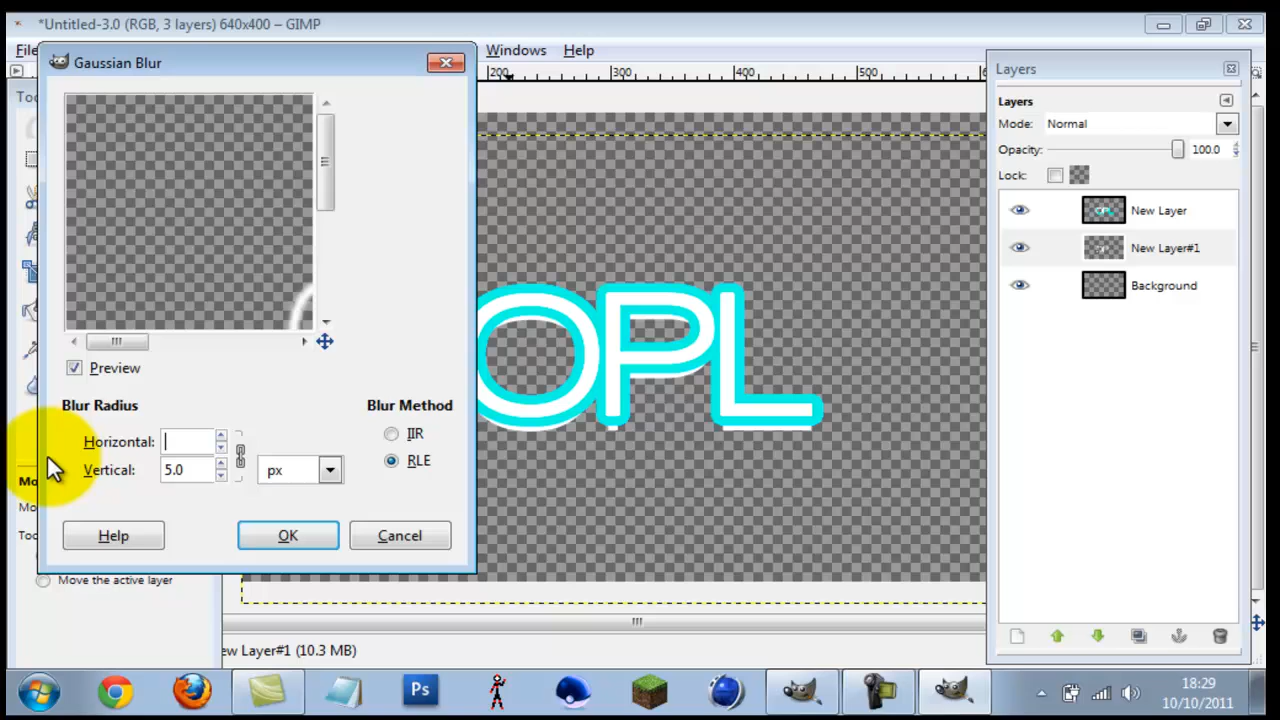 *Untitled-3.0 (RGB, 3 layers) 640x400 – GIMP
File
Windows Help
Gaussian Blur
200 300 400 500
Layers
Layers
Mode: Normal
Opacity: 100.0
Lock:
New Layer
New Layer#1
Background
OPL
Preview
Blur Radius
Blur Method
Horizontal:
IIR
Vertical: 5.0
px
RLE
Help
OK
Cancel
Move the active layer
ew Layer#1 (10.3 MB)
Ps
18:29
10/10/2011